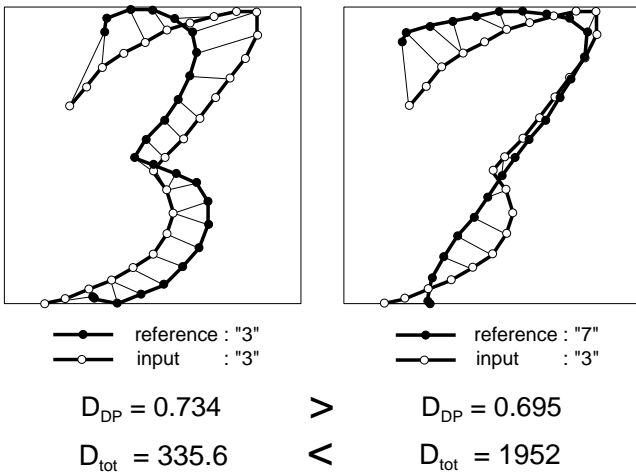 reference : "3" reference : "7"
input : "3" input : "3"
D_DP = 0.734 > D_DP = 0.695
D_tot = 335.6 < D_tot = 1952